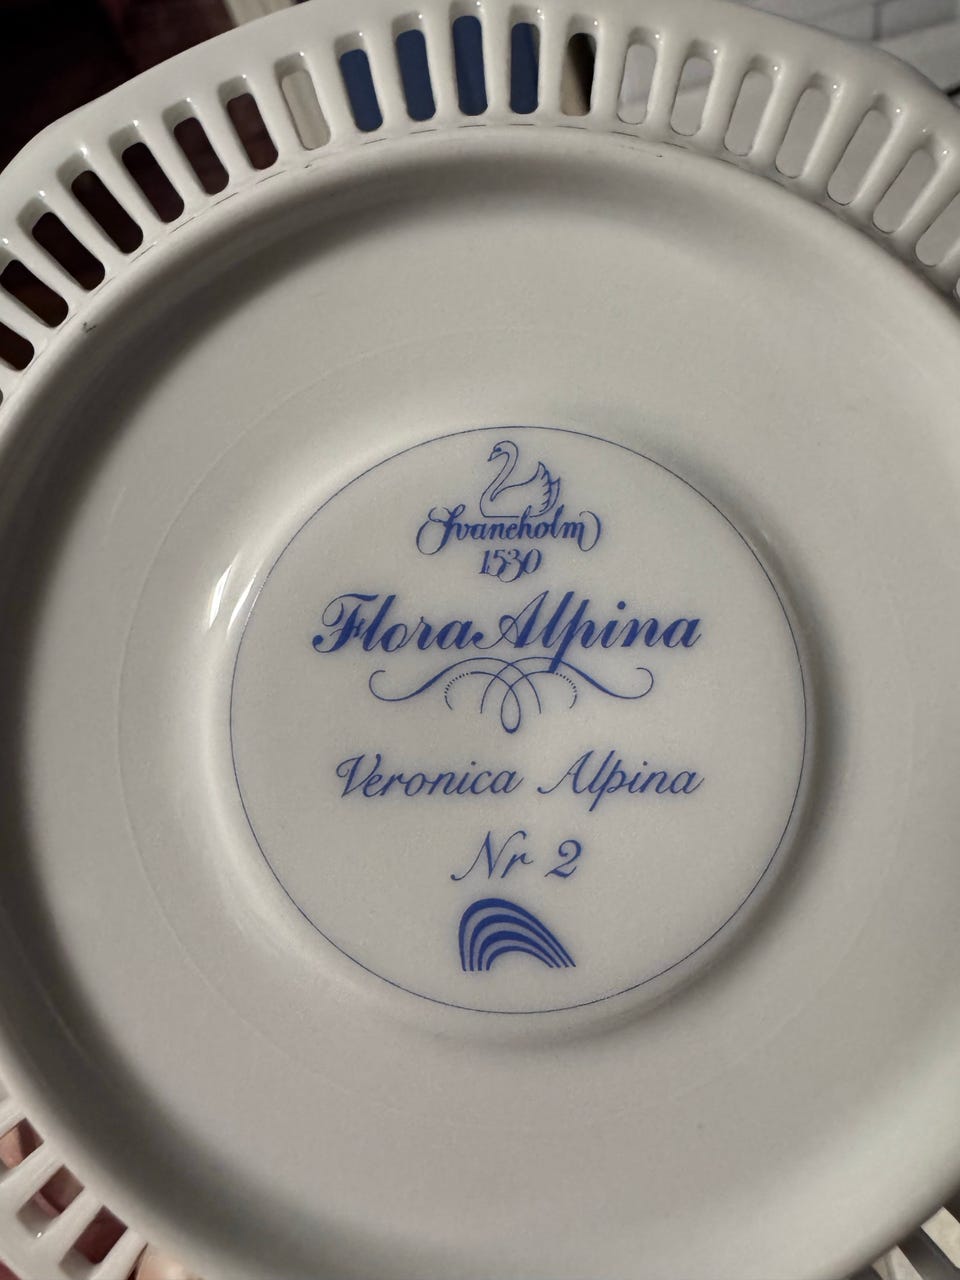 Svaneholm
1530
Flora Alpina
Veronica Alpina
Nr 2